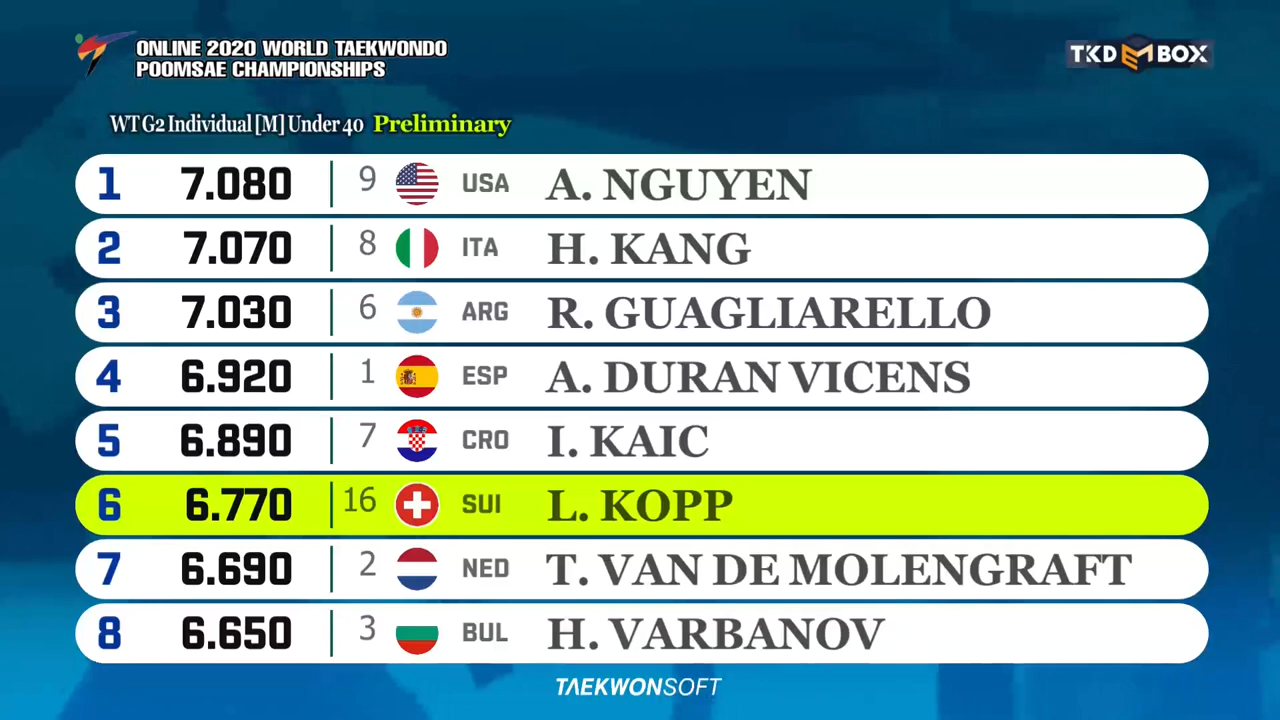 ONLINE 2020 WORLD TAEKWONDO
POOMSAE CHAMPIONSHIPS
TKD BOX
WT G2 Individual [M] Under 40 Preliminary
1 7.080 9 USA A. NGUYEN
2 7.070 8 ITA H. KANG
3 7.030 6 ARG R. GUAGLIARELLO
4 6.920 1 ESP A. DURAN VICENS
5 6.890 7 CRO I. KAIC
6 6.770 16 SUI L. KOPP
7 6.690 2 NED T. VAN DE MOLENGRAFT
8 6.650 3 BUL H. VARBANOV
TAEKWONSOFT